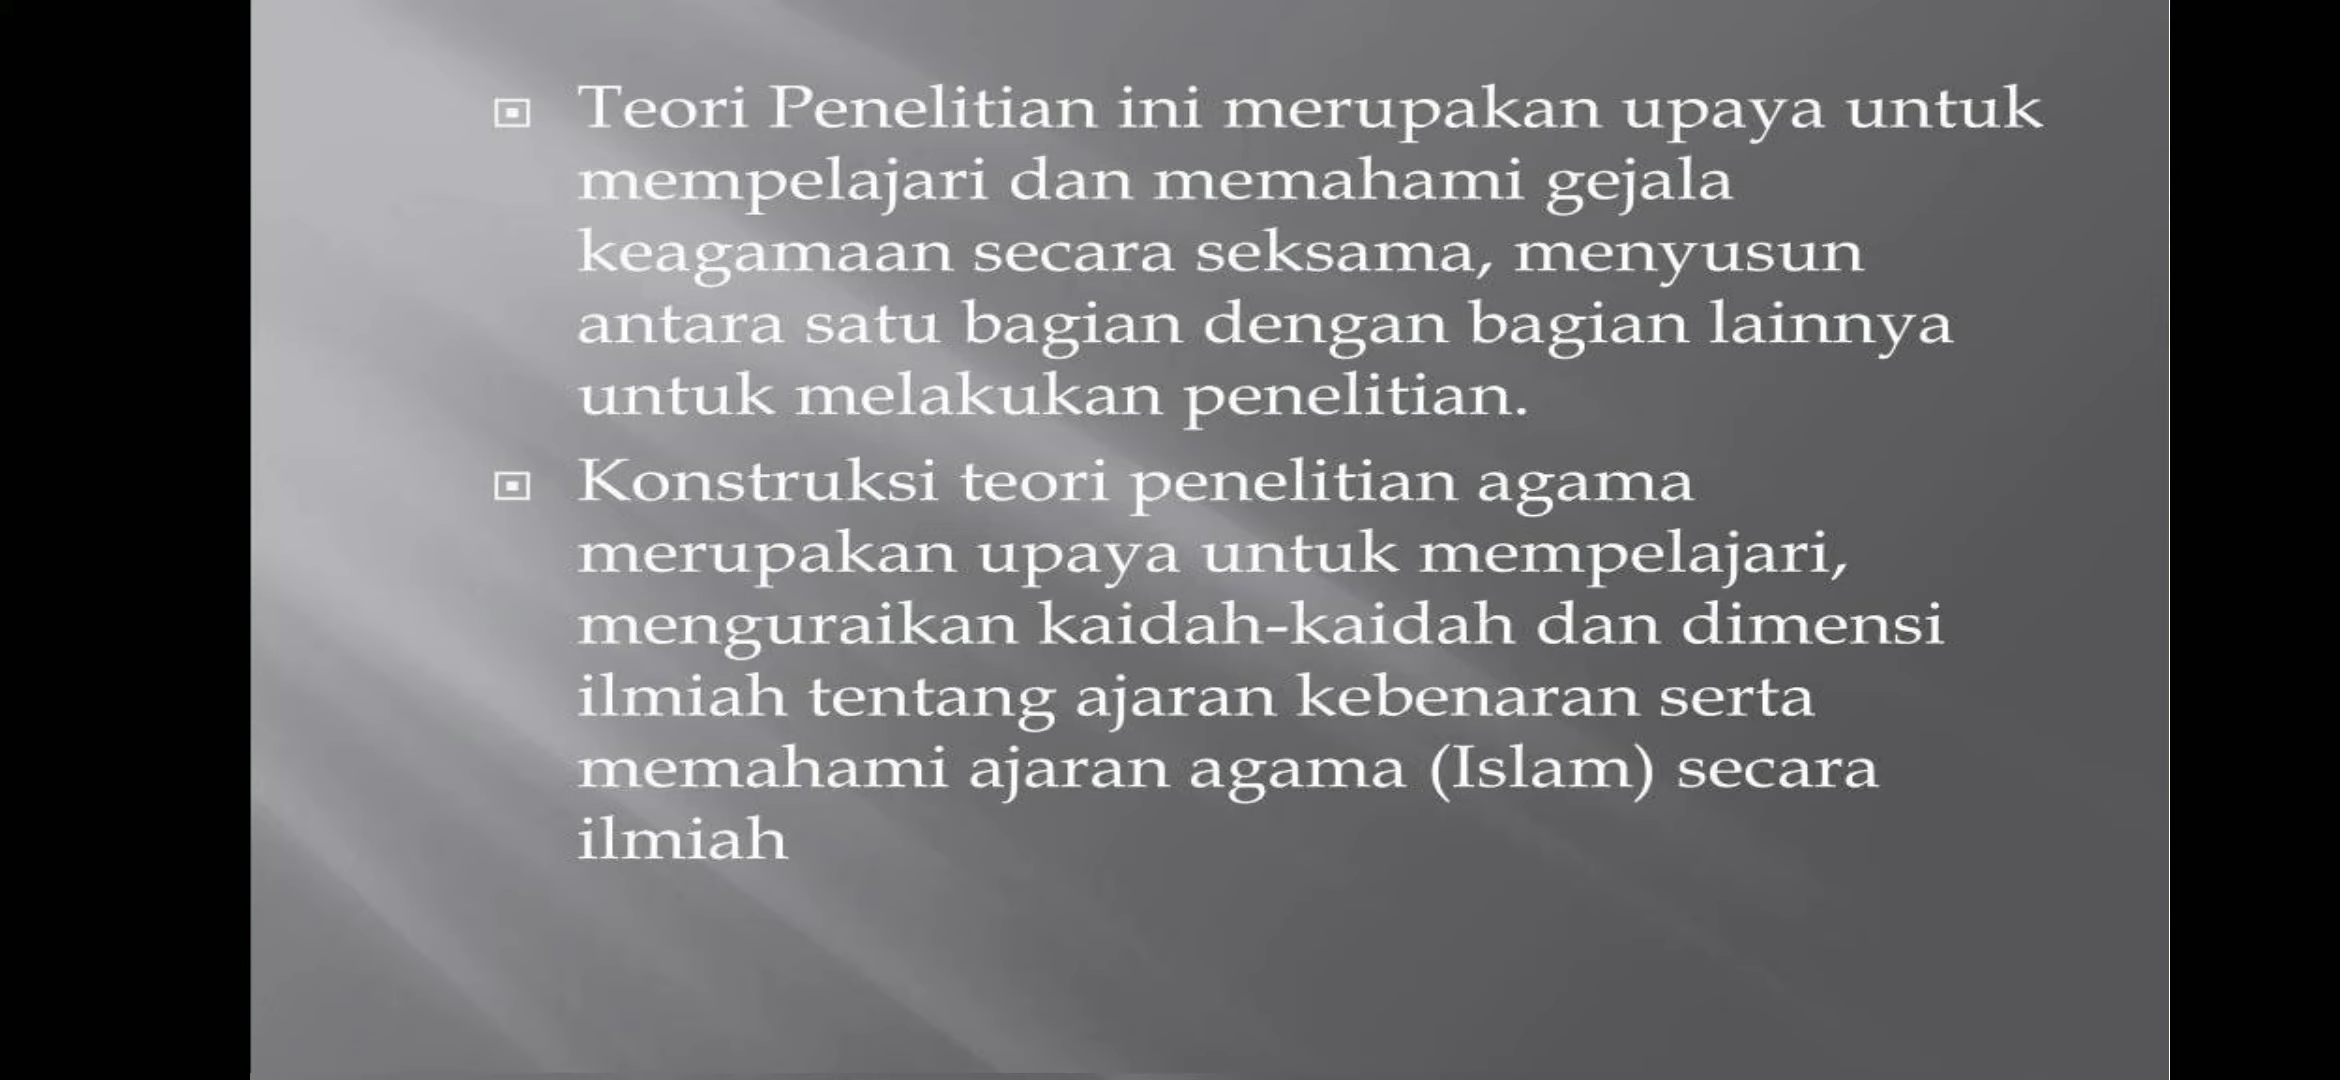 Teori Penelitian ini merupakan upaya untuk
mempelajari dan memahami gejala
keagamaan secara seksama, menyusun
antara satu bagian dengan bagian lainnya
untuk melakukan penelitian.
Konstruksi teori penelitian agama
merupakan upaya untuk mempelajari,
menguraikan kaidah-kaidah dan dimensi
ilmiah tentang ajaran kebenaran serta
memahami ajaran agama (Islam) secara
ilmiah